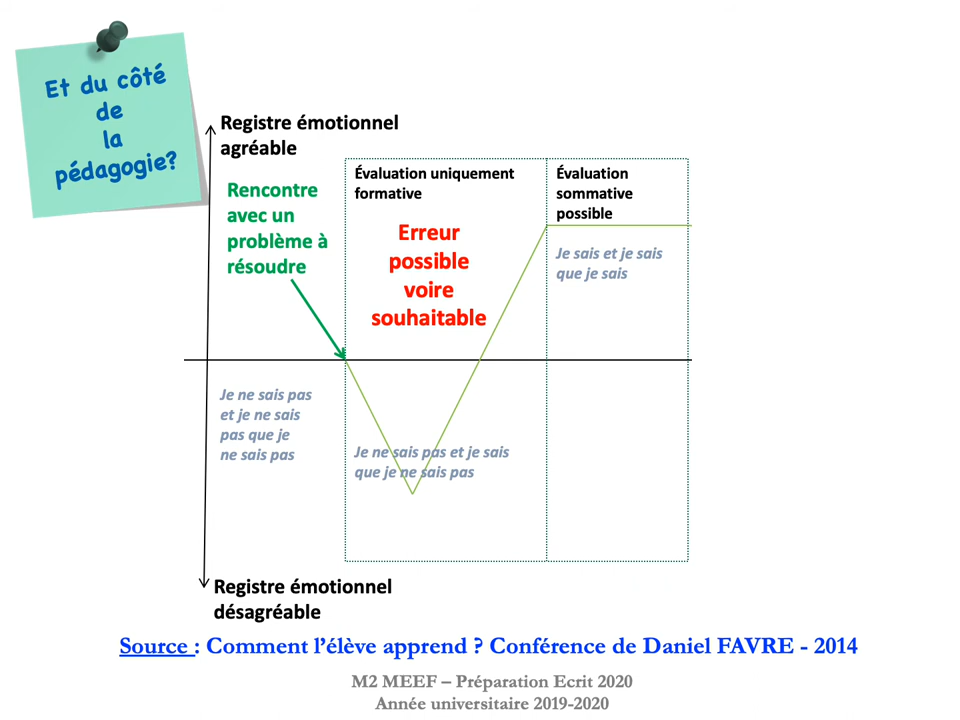 Et du côté
de
la
pédagogie?
Registre émotionnel
agréable
Rencontre
avec un
problème à
résoudre
Évaluation uniquement
formative
Erreur
possible
voire
souhaitable
Évaluation
sommative
possible
Je sais et je sais
que je sais
Je ne sais pas
et je ne sais
pas que je
ne sais pas
Je ne sais pas et je sais
que je ne sais pas
Registre émotionnel
désagréable
Source : Comment l'élève apprend ? Conférence de Daniel FAVRE - 2014
M2 MEEF – Préparation Ecrit 2020
Année universitaire 2019-2020